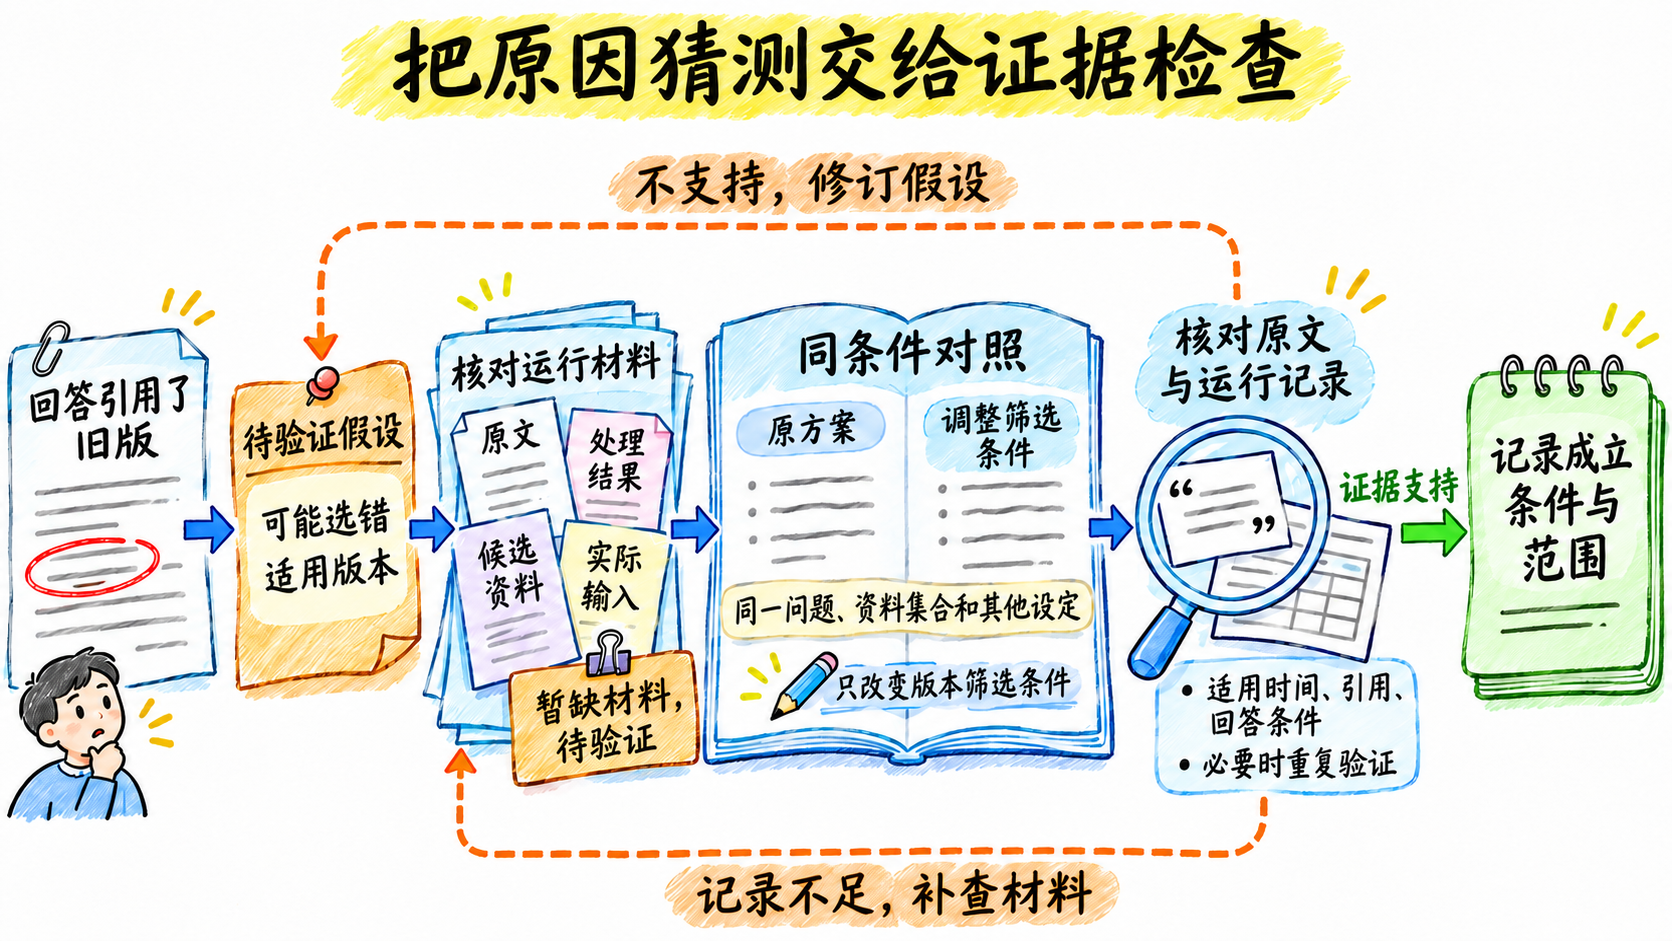 把原因猜测交给证据检查
不支持，修订假设
回答引用了
旧版
待验证假设
可能选错
适用版本
核对运行材料
原文
处理
结果
候选
资料
实际
输入
暂缺材料，
待验证
同条件对照
原方案
调整筛选
条件
同一问题、资料集合和其他设定
只改变版本筛选条件
核对原文
与运行记录
“
”
• 适用时间、引用、
回答条件
• 必要时重复验证
证据支持
记录成立
条件与
范围
记录不足，补查材料